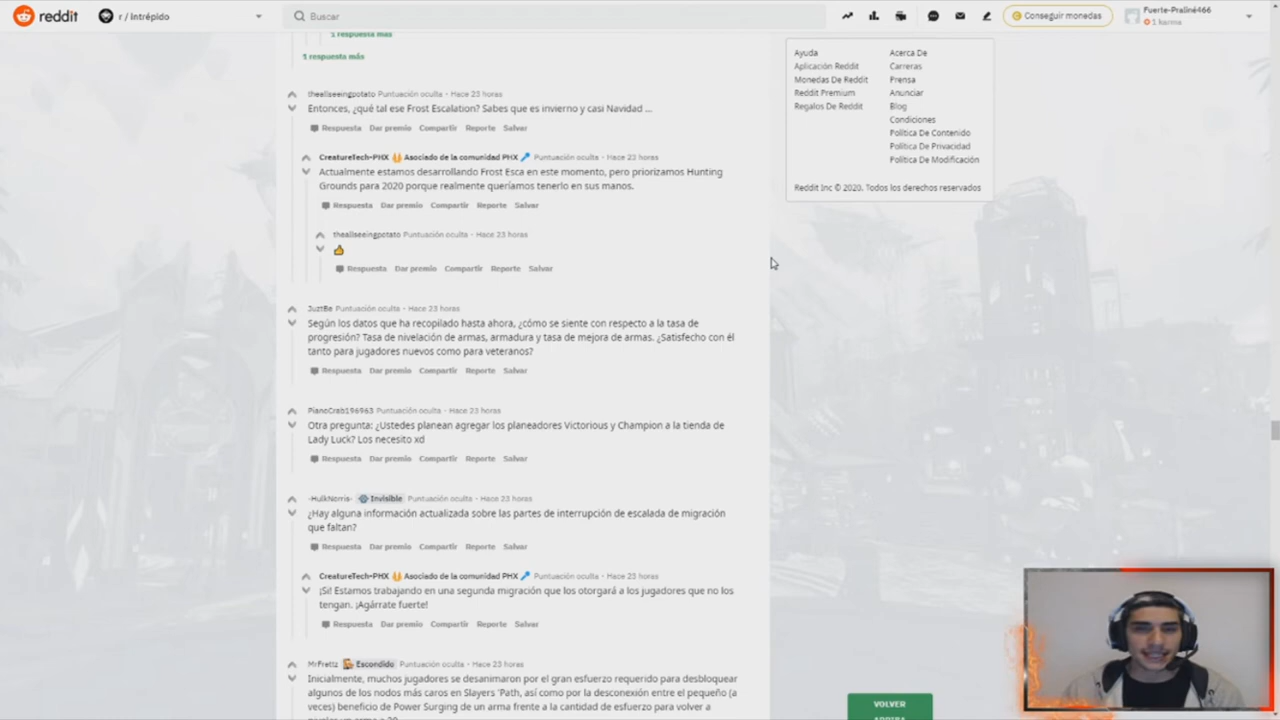 reddit
r / Intrépido
Buscar
Conseguir monedas
Fuerte-Praliné466
1 karma
1 respuesta más
1 respuesta más
theallseeingpotato Puntuación oculta · Hace 23 horas
Entonces, ¿qué tal ese Frost Escalation? Sabes que es invierno y casi Navidad ...
Respuesta Dar premio Compartir Reporte Salvar
CreatureTech-PHX Asociado de la comunidad PHX Puntuación oculta · Hace 23 horas
Actualmente estamos desarrollando Frost Esca en este momento, pero priorizamos Hunting
Grounds para 2020 porque realmente queríamos tenerlo en sus manos.
Respuesta Dar premio Compartir Reporte Salvar
theallseeingpotato Puntuación oculta · Hace 23 horas
👍
Respuesta Dar premio Compartir Reporte Salvar
JuztBe Puntuación oculta · Hace 23 horas
Según los datos que ha recopilado hasta ahora, ¿cómo se siente con respecto a la tasa de
progresión? Tasa de nivelación de armas, armadura y tasa de mejora de armas. ¿Satisfecho con él
tanto para jugadores nuevos como para veteranos?
Respuesta Dar premio Compartir Reporte Salvar
PianoCrab196963 Puntuación oculta · Hace 23 horas
Otra pregunta: ¿Ustedes planean agregar los planeadores Victorious y Champion a la tienda de
Lady Luck? Los necesito xd
Respuesta Dar premio Compartir Reporte Salvar
-HulkNorris- Invisible Puntuación oculta · Hace 23 horas
¿Hay alguna información actualizada sobre las partes de interrupción de escalada de migración
que faltan?
Respuesta Dar premio Compartir Reporte Salvar
CreatureTech-PHX Asociado de la comunidad PHX Puntuación oculta · Hace 23 horas
¡Si! Estamos trabajando en una segunda migración que los otorgará a los jugadores que no los
tengan. ¡Agárrate fuerte!
Respuesta Dar premio Compartir Reporte Salvar
MrFrettz Escondido Puntuación oculta · Hace 23 horas
Inicialmente, muchos jugadores se desanimaron por el gran esfuerzo requerido para desbloquear
algunos de los nodos más caros en Slayers 'Path, así como por la desconexión entre el pequeño (a
veces) beneficio de Power Surging de un arma frente a la cantidad de esfuerzo para volver a
Ayuda Acerca De
Aplicación Reddit Carreras
Monedas De Reddit Prensa
Reddit Premium Anunciar
Regalos De Reddit Blog
Condiciones
Política De Contenido
Política De Privacidad
Política De Modificación
Reddit Inc © 2020. Todos los derechos reservados
VOLVER